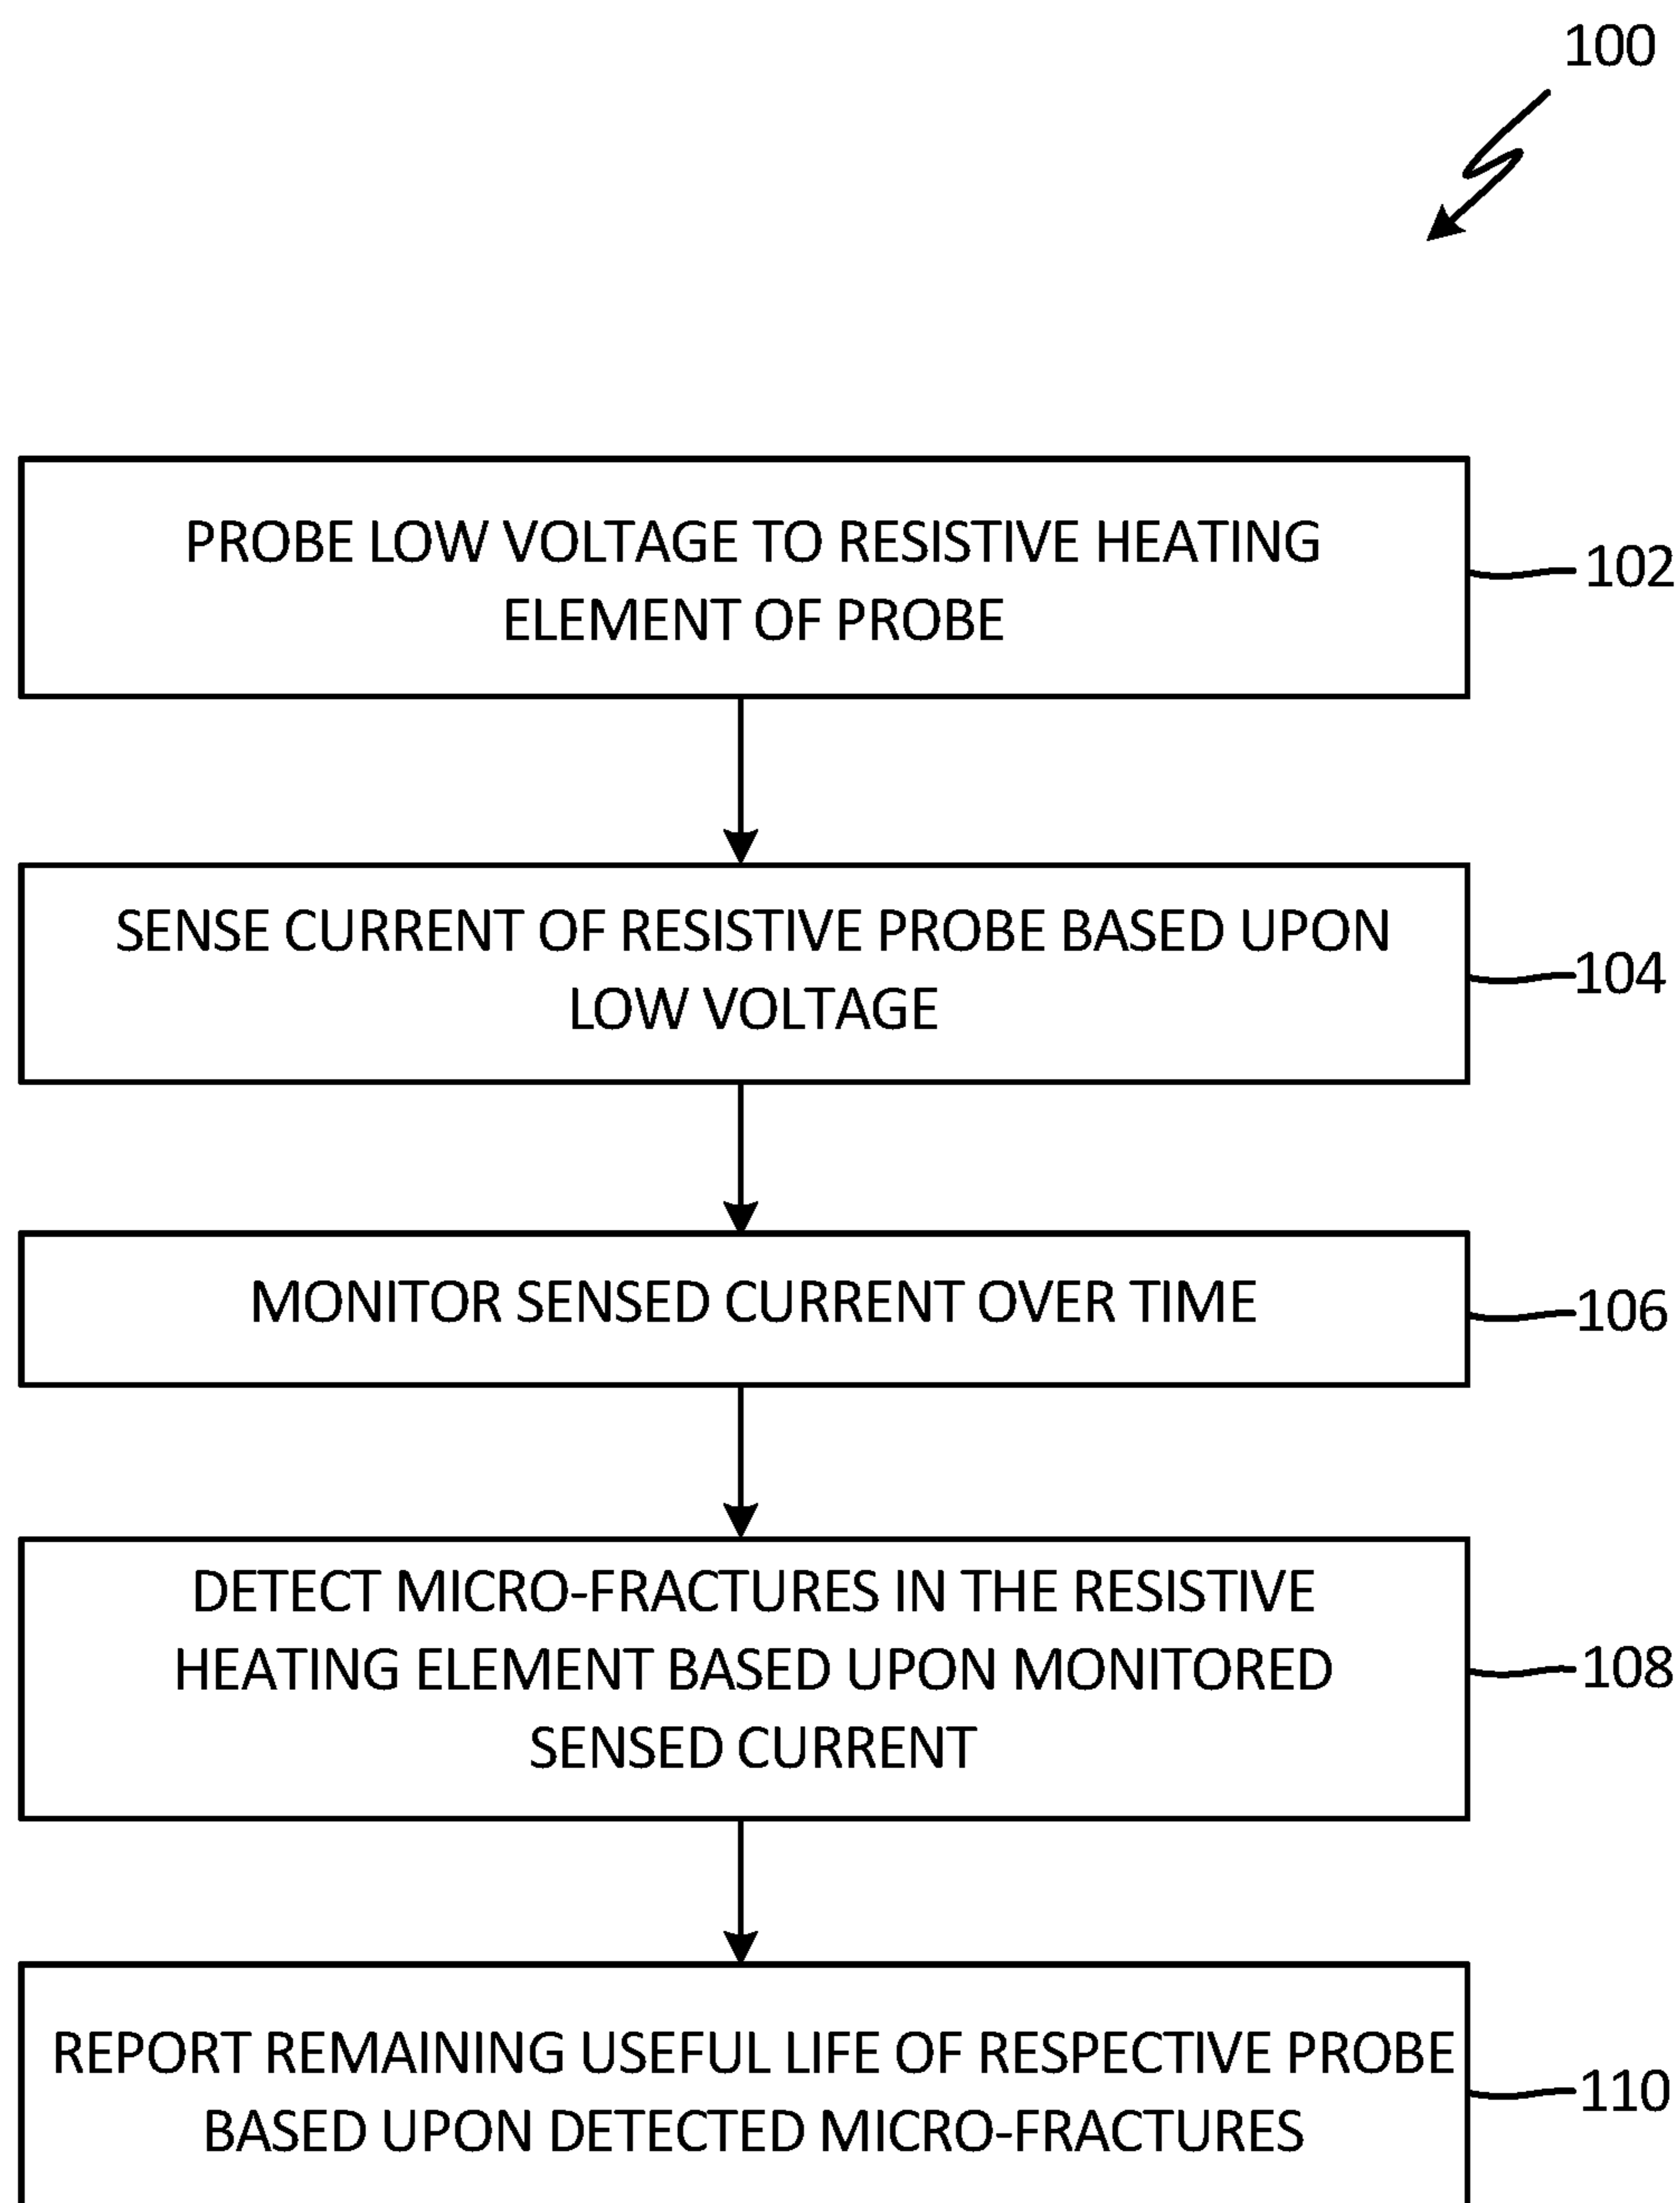 100
PROBE LOW VOLTAGE TO RESISTIVE HEATING
ELEMENT OF PROBE
102
SENSE CURRENT OF RESISTIVE PROBE BASED UPON
LOW VOLTAGE
104
MONITOR SENSED CURRENT OVER TIME
106
DETECT MICRO-FRACTURES IN THE RESISTIVE
HEATING ELEMENT BASED UPON MONITORED
SENSED CURRENT
108
REPORT REMAINING USEFUL LIFE OF RESPECTIVE PROBE
BASED UPON DETECTED MICRO-FRACTURES
110